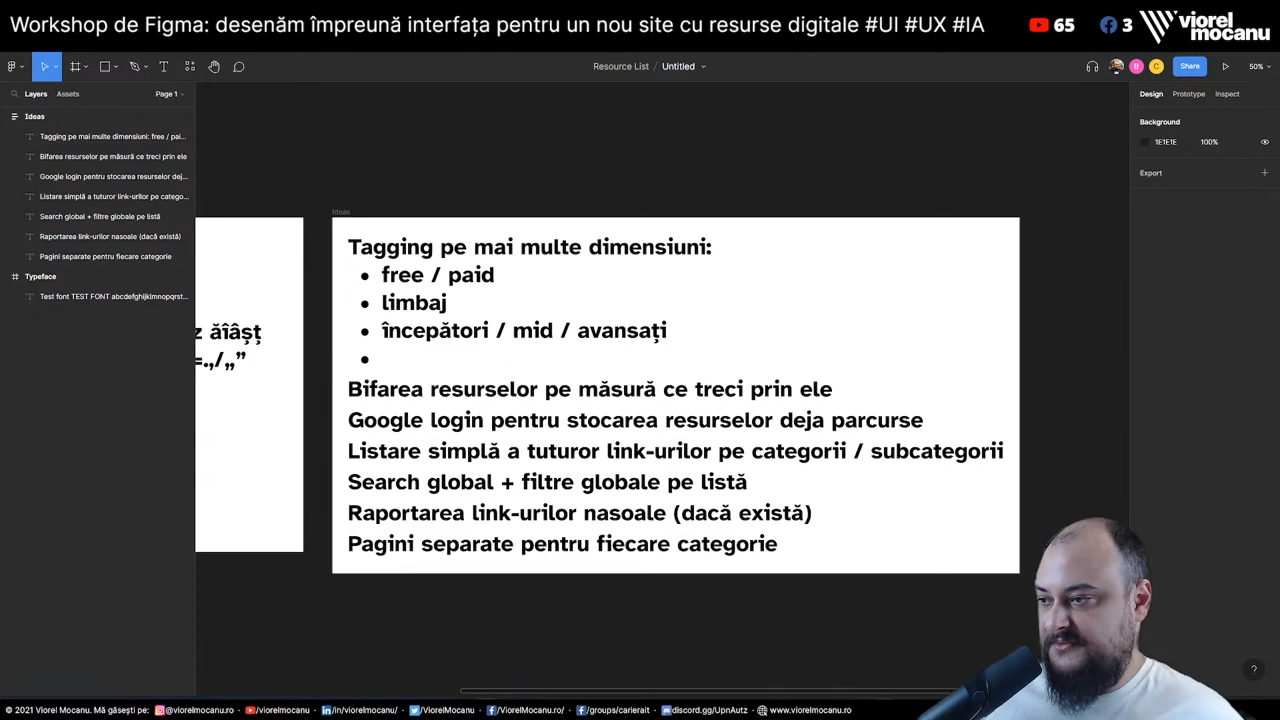 Workshop de Figma: desenăm împreună interfața pentru un nou site cu resurse digitale #UI #UX #IA
65
3
viorel
mocanu
Resource List / Untitled
Share
50%
Layers
Assets
Page 1
Design
Prototype
Inspect
Ideas
Background
Tagging pe mai multe dimensiuni: free / pai...
1E1E1E
100%
Bifarea resurselor pe măsură ce treci prin ele
Google login pentru stocarea resurselor dej...
Export
Listare simplă a tuturor link-urilor pe catego...
Search global + filtre globale pe listă
Raportarea link-urilor nasoale (dacă există)
Pagini separate pentru fiecare categorie
Typeface
Test font TEST FONT abcdefghijklmnopqrst...
z ăîâșț
=.,/„”
Ideas
Tagging pe mai multe dimensiuni:
• free / paid
• limbaj
• începători / mid / avansați
•
Bifarea resurselor pe măsură ce treci prin ele
Google login pentru stocarea resurselor deja parcurse
Listare simplă a tuturor link-urilor pe categorii / subcategorii
Search global + filtre globale pe listă
Raportarea link-urilor nasoale (dacă există)
Pagini separate pentru fiecare categorie
B
C
?
© 2021 Viorel Mocanu. Mă găsești pe: @viorelmocanu.ro /viorelmocanu /in/viorelmocanu/ /ViorelMocanu /ViorelMocanu.ro/ /groups/carierait /discord.gg/UpnAutz www.viorelmocanu.ro